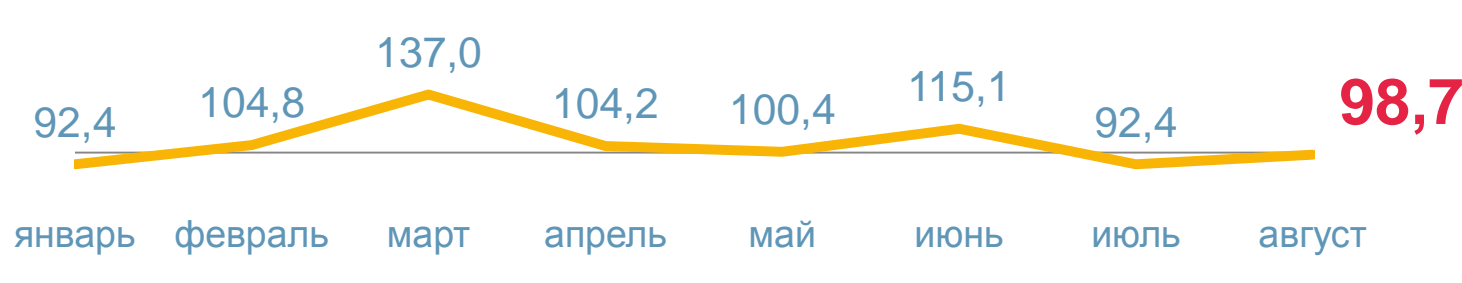 92,4 104,8 137,0 104,2 100,4 115,1 92,4 98,7
январь февраль март апрель май июнь июль август